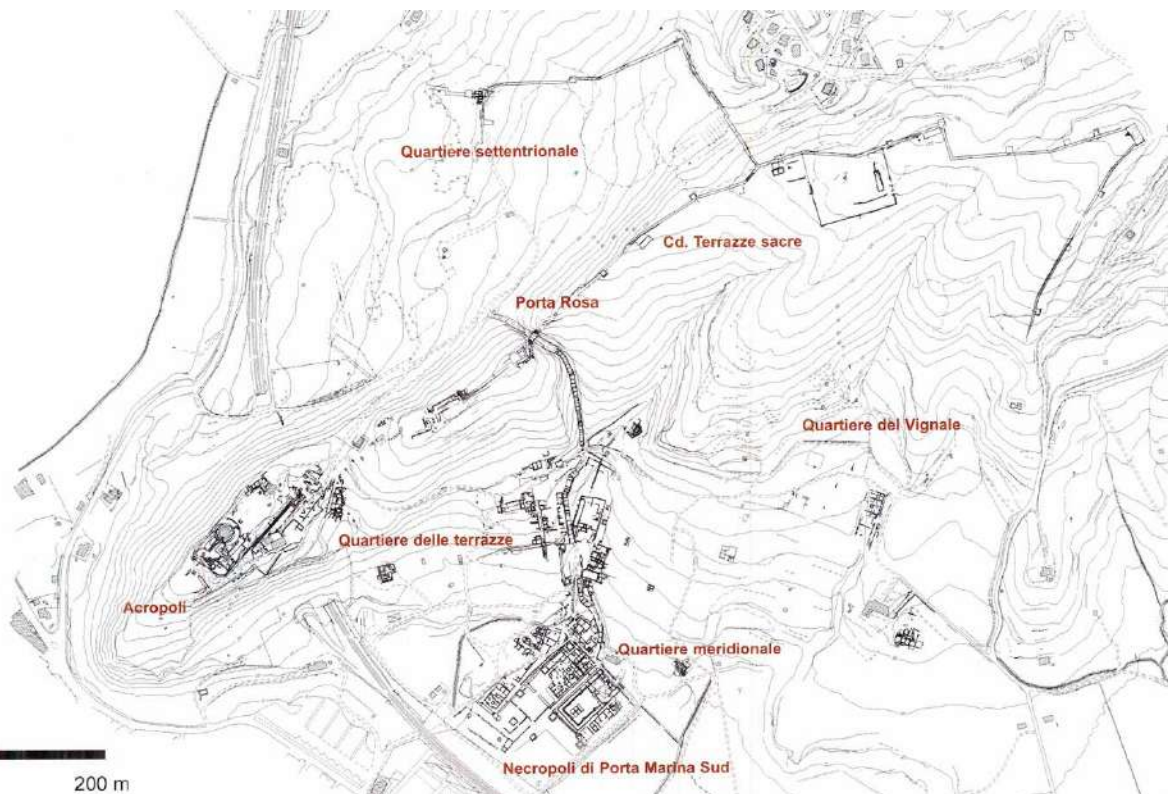 Quartiere settentrionale
Cd. Terrazze sacre
Porta Rosa
Quartiere del Vignale
Quartiere delle terrazze
Acropoli
Quartiere meridionale
Necropoli di Porta Marina Sud
200 m